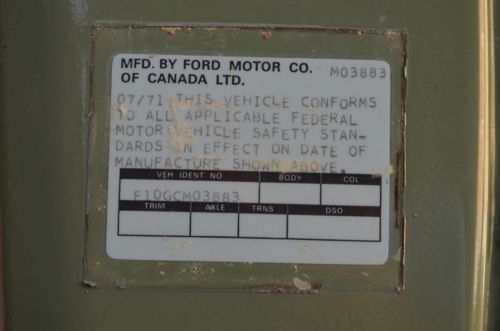 MFD. BY FORD MOTOR CO. M03883
OF CANADA LTD.
07/71 THIS VEHICLE CONFORMS
TO ALL APPLICABLE FEDERAL
MOTOR VEHICLE SAFETY STAN-
DARDS IN EFFECT ON DATE OF
MANUFACTURE SHOWN ABOVE.
VEH IDENT NO BODY COL
F10GCM03883
TRIM AXLE TRNS DSO